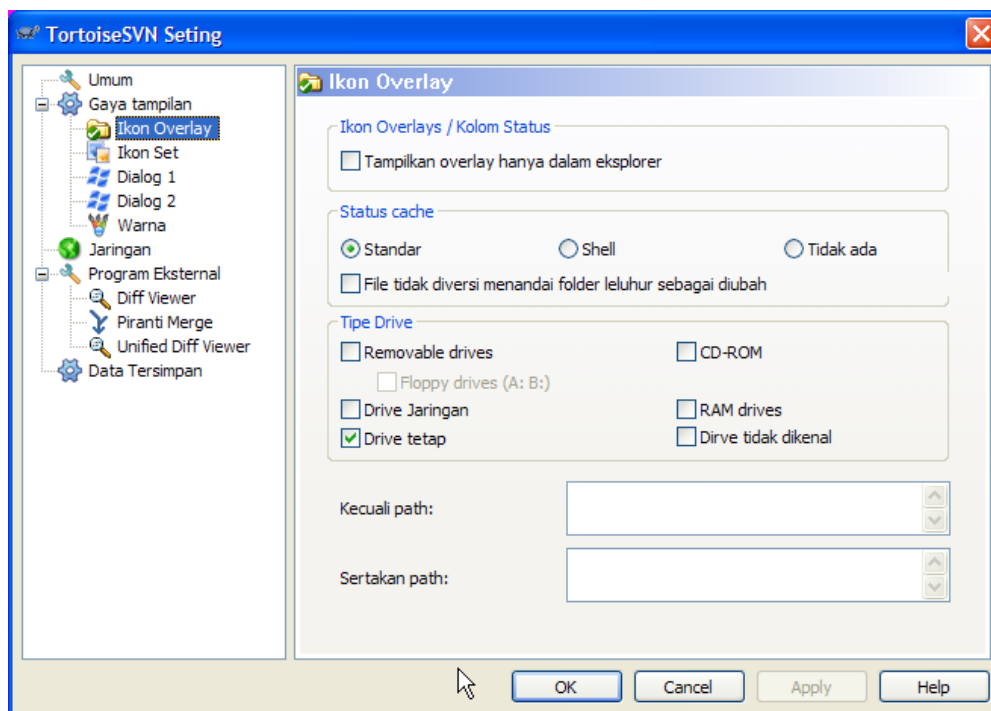 TortoiseSVN Seting
Umum
Gaya tampilan
Ikon Overlay
Ikon Set
Dialog 1
Dialog 2
Warna
Jaringan
Program Eksternal
Diff Viewer
Piranti Merge
Unified Diff Viewer
Data Tersimpan
Ikon Overlay
Ikon Overlays / Kolom Status
Tampilkan overlay hanya dalam eksplorer
Status cache
Standar Shell Tidak ada
File tidak diversi menandai folder leluhur sebagai diubah
Tipe Drive
Removable drives CD-ROM
Floppy drives (A: B:)
Drive Jaringan RAM drives
Drive tetap Dirve tidak dikenal
Kecuali path:
Sertakan path:
OK Cancel Apply Help